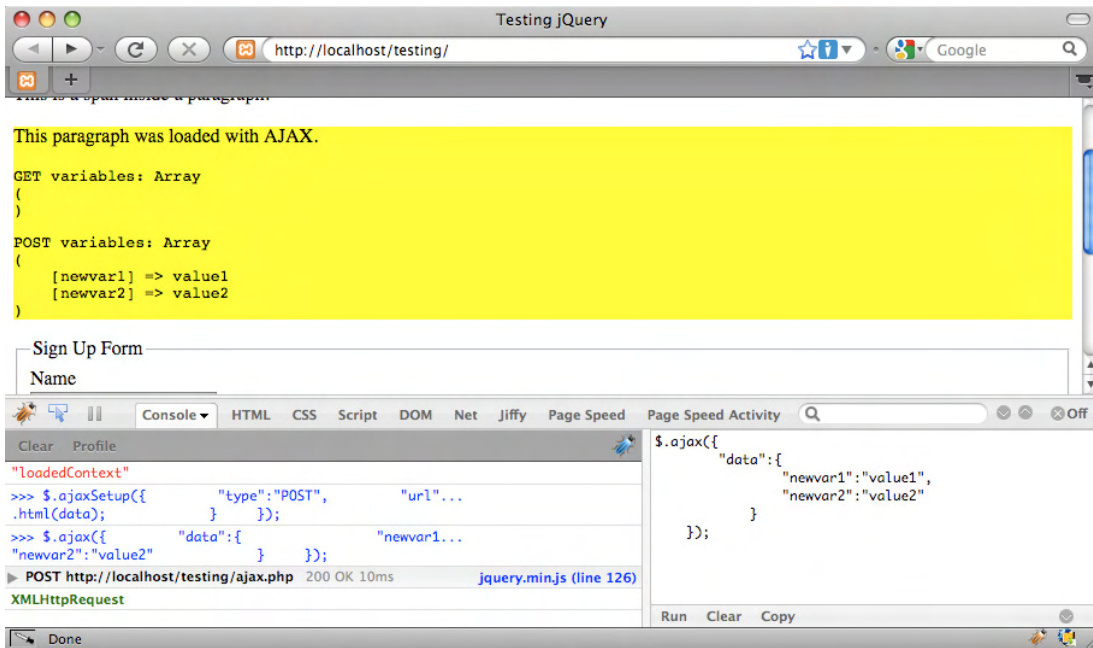 Testing jQuery
http://localhost/testing/
Google
This is a span inside a paragraph.
This paragraph was loaded with AJAX.
GET variables: Array
(
)
POST variables: Array
(
[newvar1] => value1
[newvar2] => value2
)
Sign Up Form
Name
Console HTML CSS Script DOM Net Jiffy Page Speed Page Speed Activity Off
Clear Profile
"loadedContext"
>>> $.ajaxSetup({ "type":"POST", "url"...
.html(data); } });
>>> $.ajax({ "data":{ "newvar1...
"newvar2":"value2" } });
POST http://localhost/testing/ajax.php 200 OK 10ms jquery.min.js (line 126)
XMLHttpRequest
$.ajax({
"data":{
"newvar1":"value1",
"newvar2":"value2"
}
});
Run Clear Copy
Done